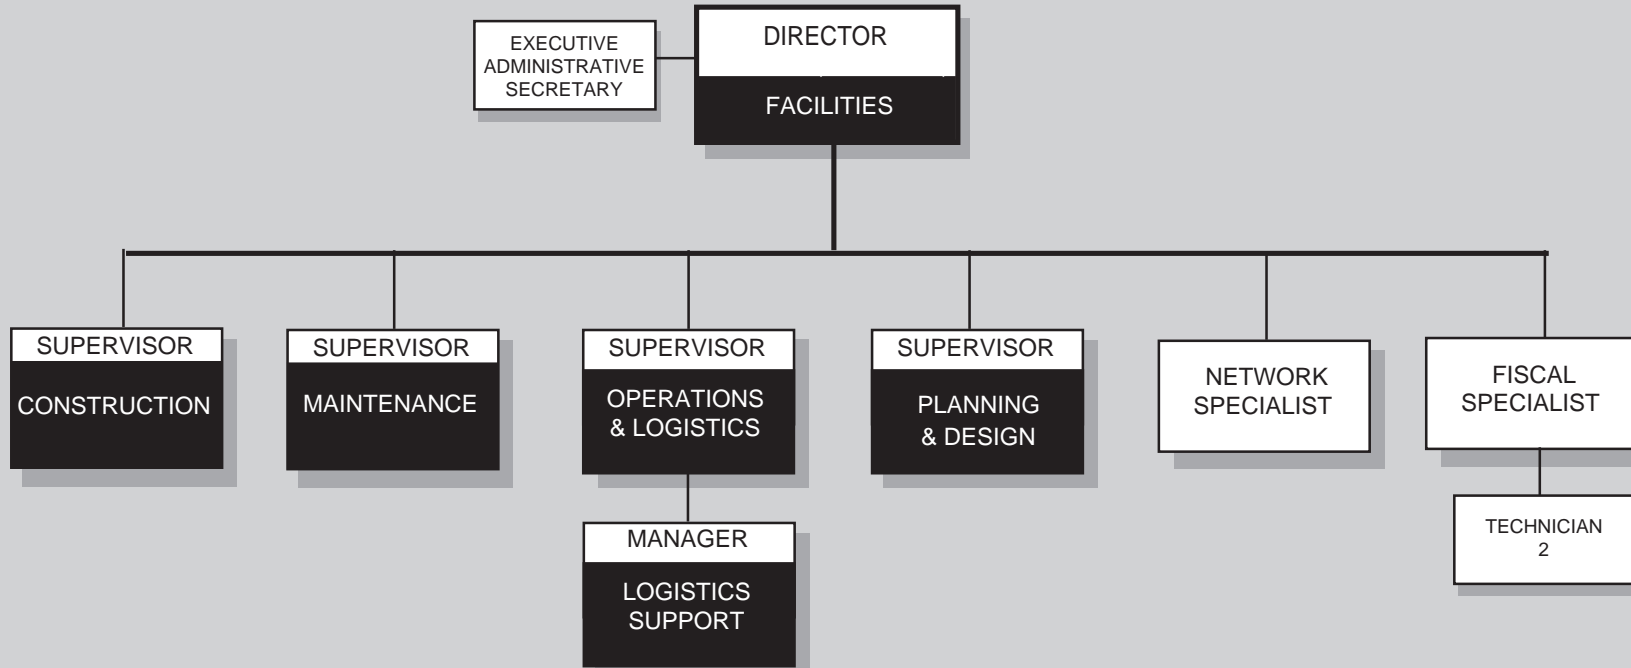 EXECUTIVE
ADMINISTRATIVE
SECRETARY
DIRECTOR
FACILITIES
SUPERVISOR
CONSTRUCTION
SUPERVISOR
MAINTENANCE
SUPERVISOR
OPERATIONS
& LOGISTICS
SUPERVISOR
PLANNING
& DESIGN
NETWORK
SPECIALIST
FISCAL
SPECIALIST
MANAGER
LOGISTICS
SUPPORT
TECHNICIAN
2